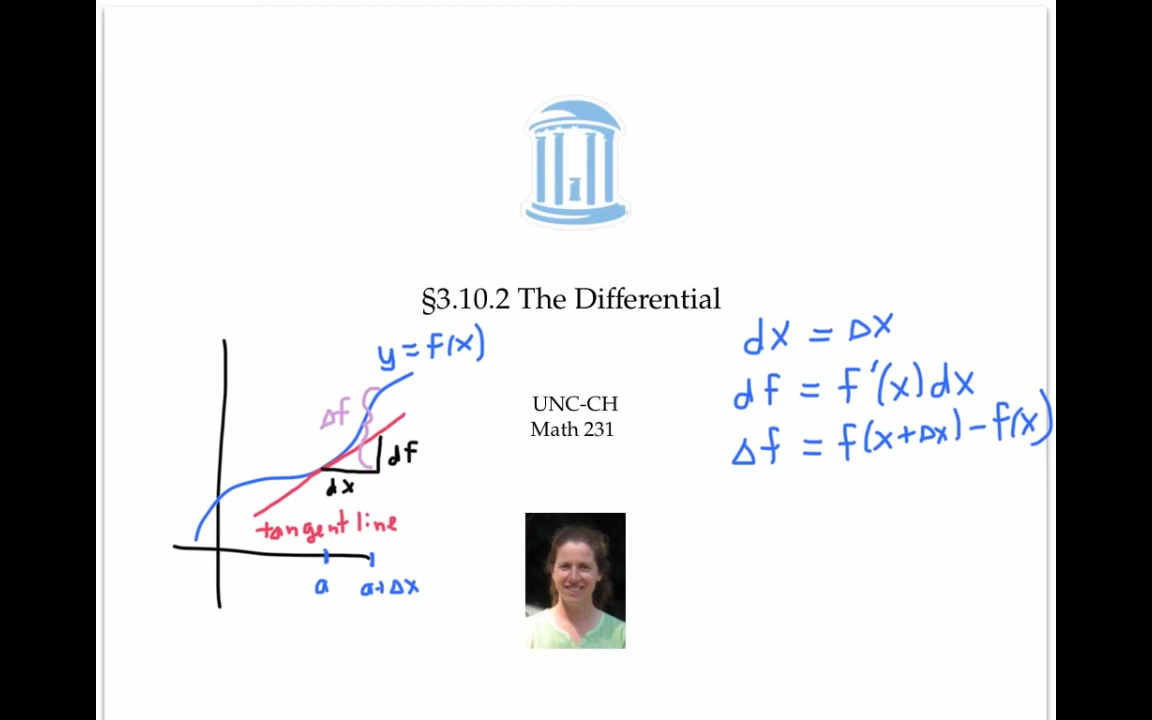 §3.10.2 The Differential
y = f(x)
Δf
df
dx
tangent line
a
a+Δx
UNC-CH
Math 231
dx = Δx
df = f'(x)dx
Δf = f(x+Δx)-f(x)